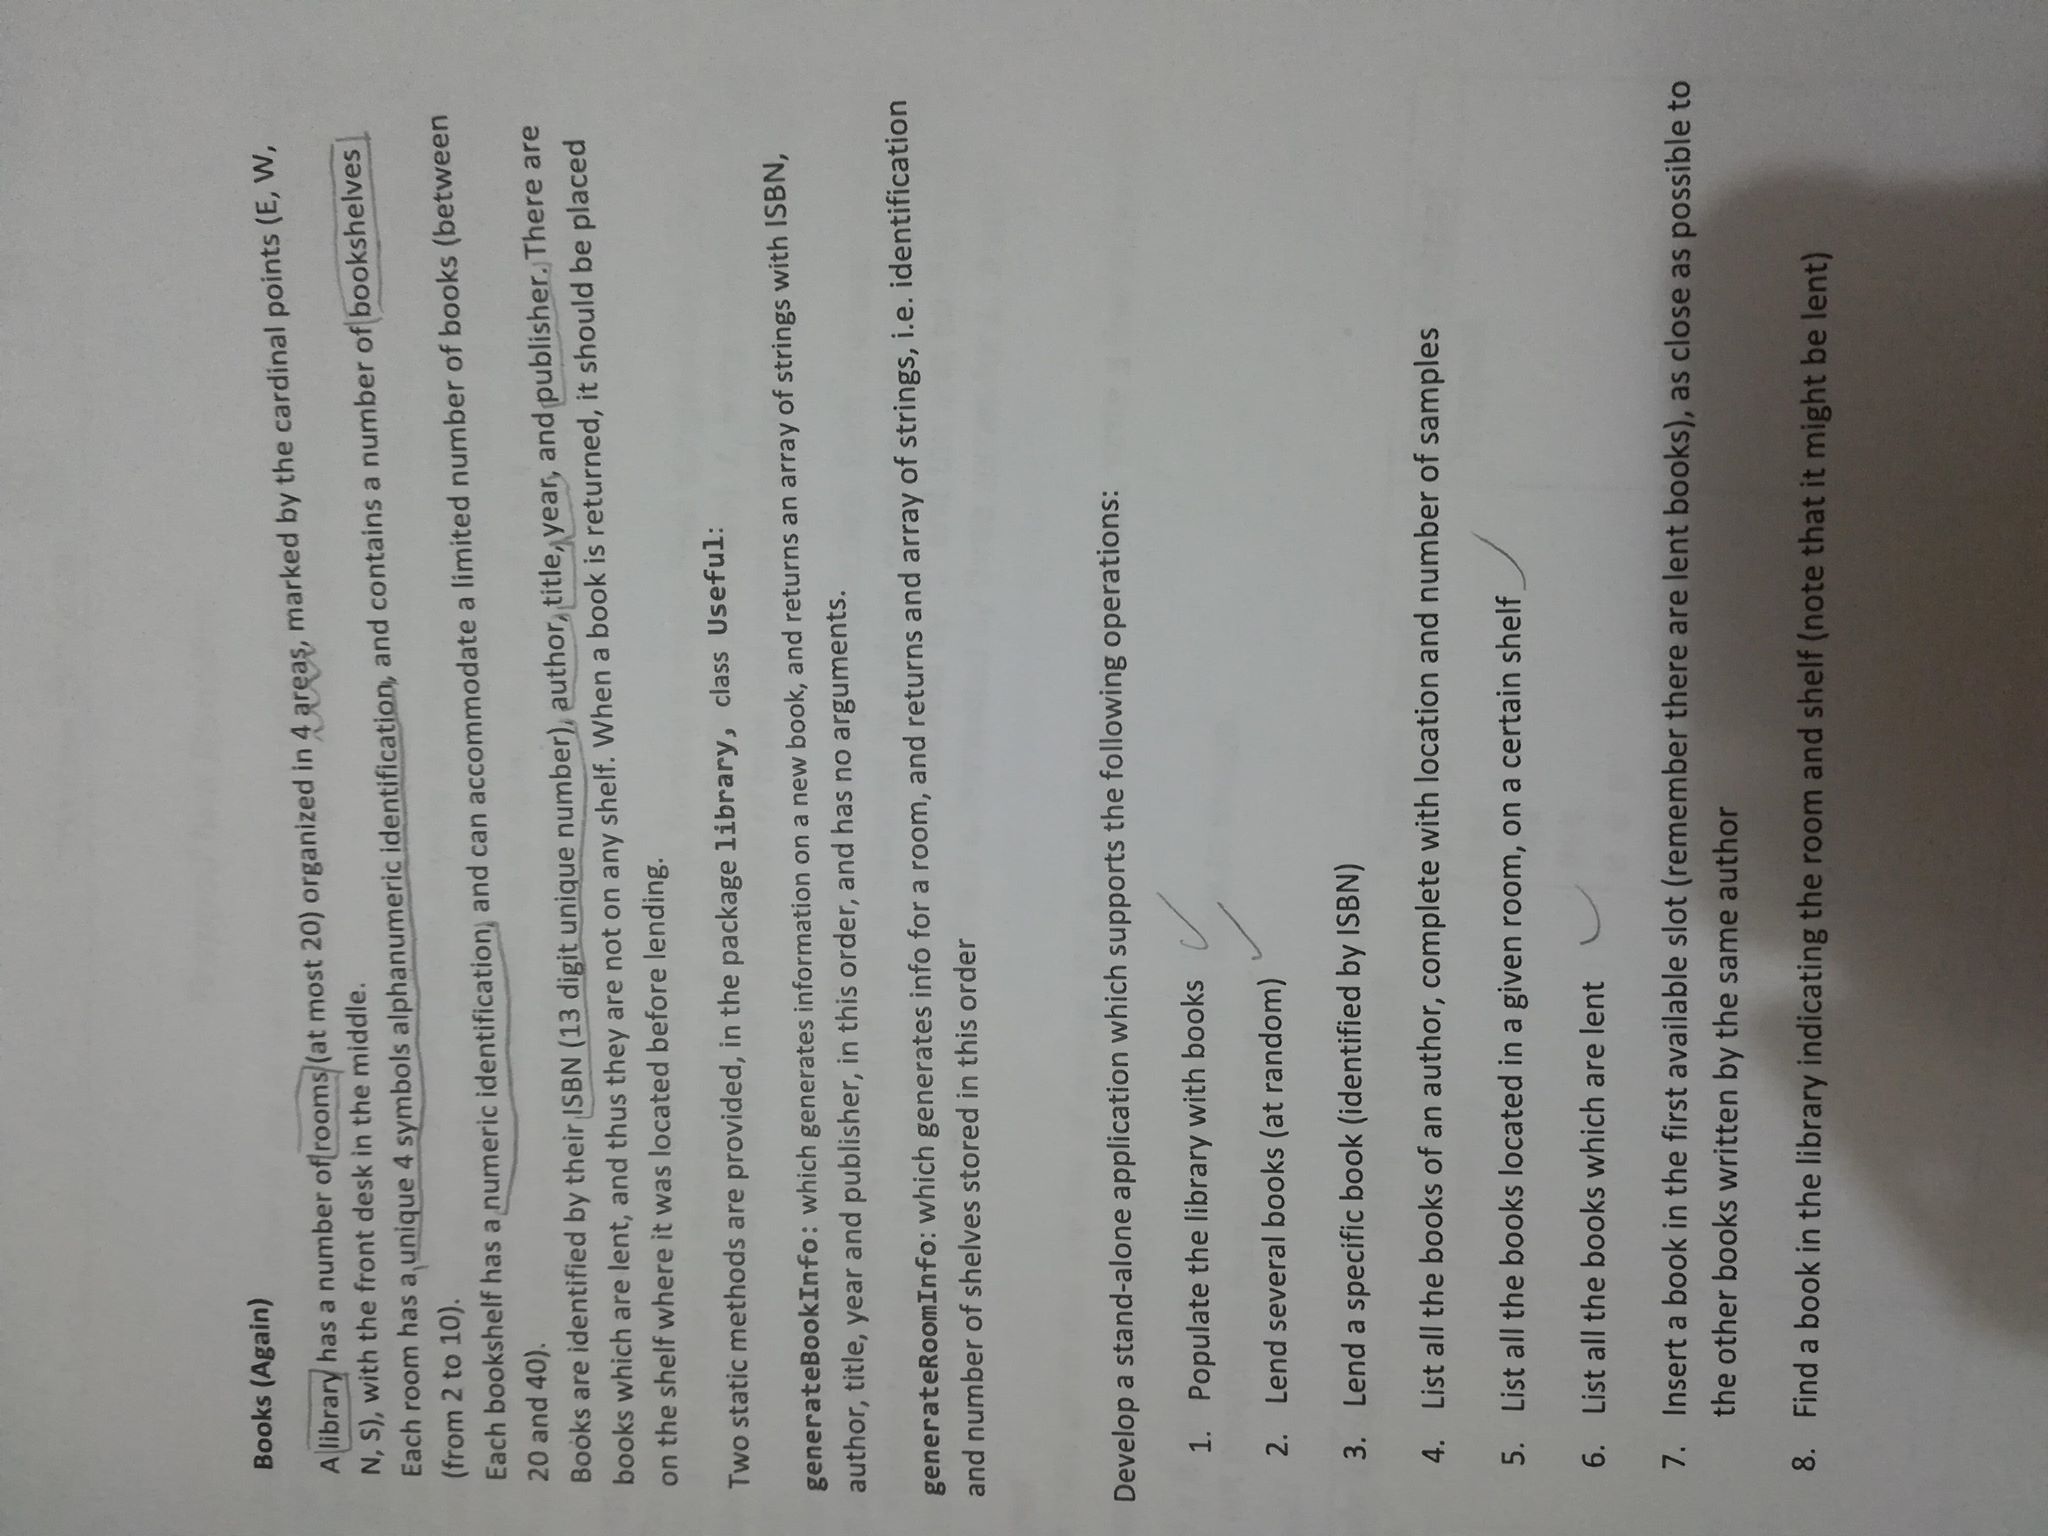 Books (Again)
A library has a number of rooms (at most 20) organized in 4 areas, marked by the cardinal points (E, W,
N, S), with the front desk in the middle.
Each room has a unique 4 symbols alphanumeric identification, and contains a number of bookshelves
(from 2 to 10).
Each bookshelf has a numeric identification, and can accommodate a limited number of books (between
20 and 40).
Books are identified by their ISBN (13 digit unique number), author, title, year, and publisher. There are
books which are lent, and thus they are not on any shelf. When a book is returned, it should be placed
on the shelf where it was located before lending.
Two static methods are provided, in the package library, class Useful:
generateBookInfo: which generates information on a new book, and returns an array of strings with ISBN,
author, title, year and publisher, in this order, and has no arguments.
generateRoomInfo: which generates info for a room, and returns and array of strings, i.e. identification
and number of shelves stored in this order
Develop a stand-alone application which supports the following operations:
1. Populate the library with books
2. Lend several books (at random)
3. Lend a specific book (identified by ISBN)
4. List all the books of an author, complete with location and number of samples
5. List all the books located in a given room, on a certain shelf
6. List all the books which are lent
7. Insert a book in the first available slot (remember there are lent books), as close as possible to
the other books written by the same author
8. Find a book in the library indicating the room and shelf (note that it might be lent)